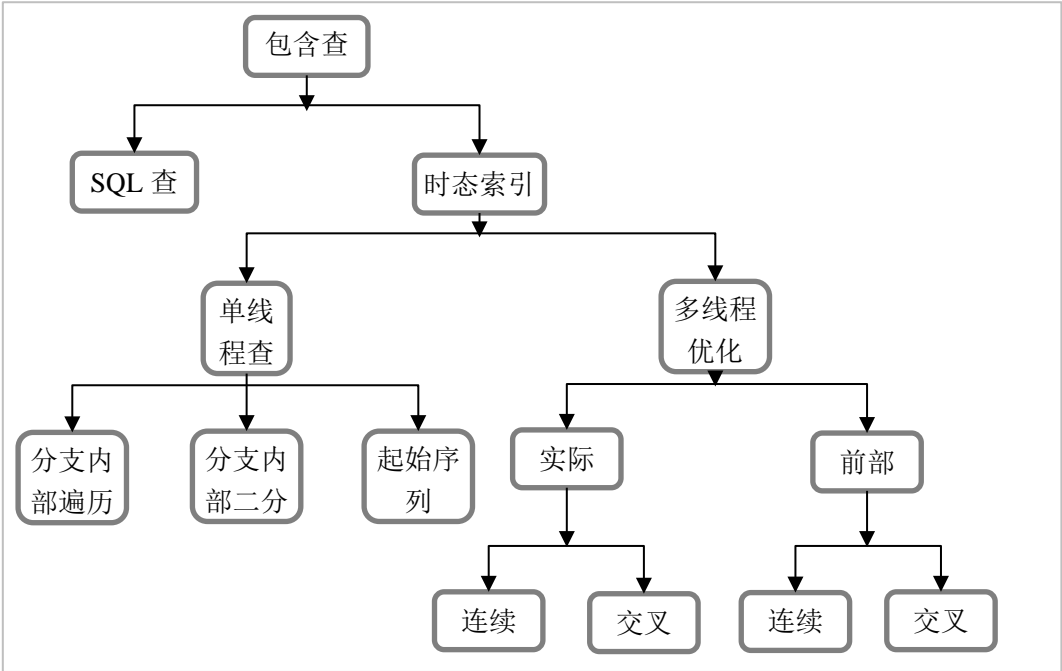 包含查
SQL 查
时态索引
单线
程查
多线程
优化
分支内
部遍历
分支内
部二分
起始序
列
实际
前部
连续
交叉
连续
交叉